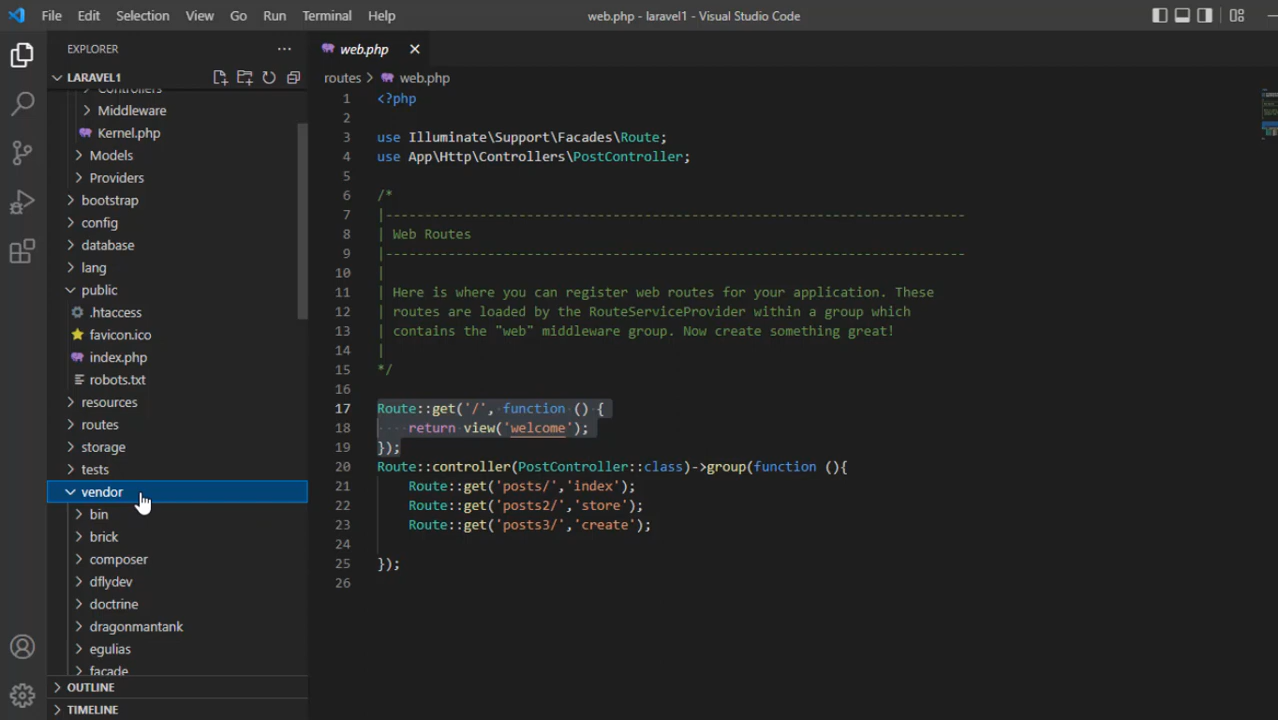 File Edit Selection View Go Run Terminal Help
web.php - laravel1 - Visual Studio Code
EXPLORER
LARAVEL1
Controllers
Middleware
Kernel.php
Models
Providers
bootstrap
config
database
lang
public
.htaccess
favicon.ico
index.php
robots.txt
resources
routes
storage
tests
vendor
bin
brick
composer
dflydev
doctrine
dragonmantank
egulias
facade
OUTLINE
TIMELINE
web.php
routes > web.php
1 <?php
2
3 use Illuminate\Support\Facades\Route;
4 use App\Http\Controllers\PostController;
5
6 /*
7 |--------------------------------------------------------------------------
8 | Web Routes
9 |--------------------------------------------------------------------------
10 |
11 | Here is where you can register web routes for your application. These
12 | routes are loaded by the RouteServiceProvider within a group which
13 | contains the "web" middleware group. Now create something great!
14 |
15 */
16
17 Route::get('/', function () {
18 return view('welcome');
19 });
20 Route::controller(PostController::class)->group(function (){
21 Route::get('posts/','index');
22 Route::get('posts2/','store');
23 Route::get('posts3/','create');
24
25 });
26